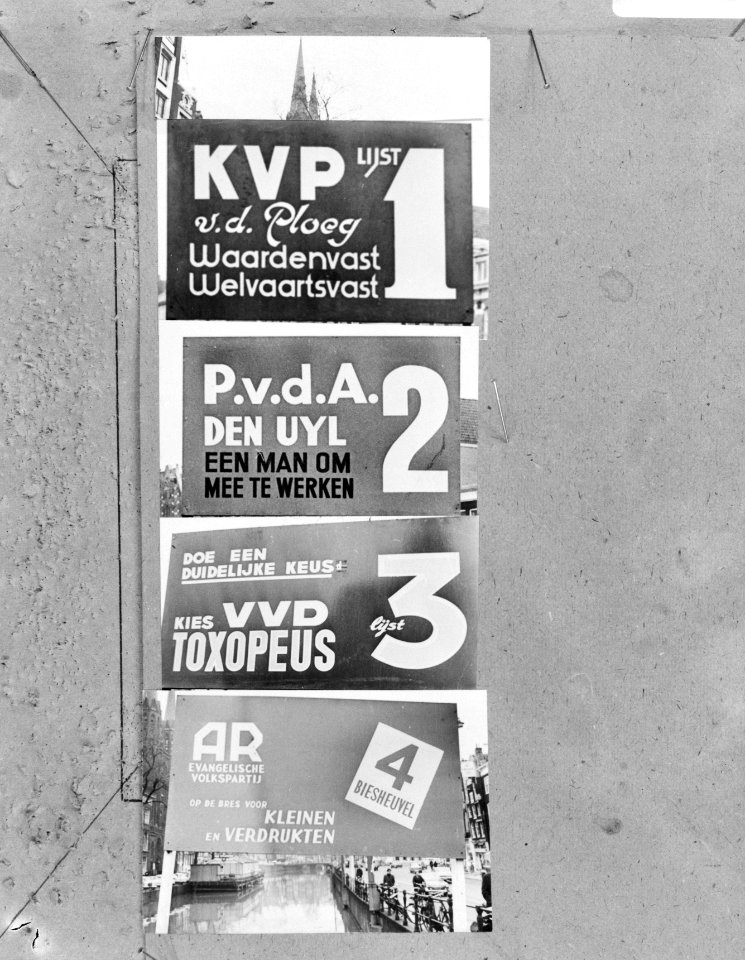 KVP LIJST 1
v.d. Ploeg
Waardenvast
Welvaartsvast
P.v.d.A. 2
DEN UYL
EEN MAN OM
MEE TE WERKEN
DOE EEN
DUIDELIJKE KEUS
KIES VVD lijst 3
TOXOPEUS
AR
EVANGELISCHE
VOLKSPARTIJ
4
BIESHEUVEL
OP DE BRES VOOR
KLEINEN
EN VERDRUKTEN